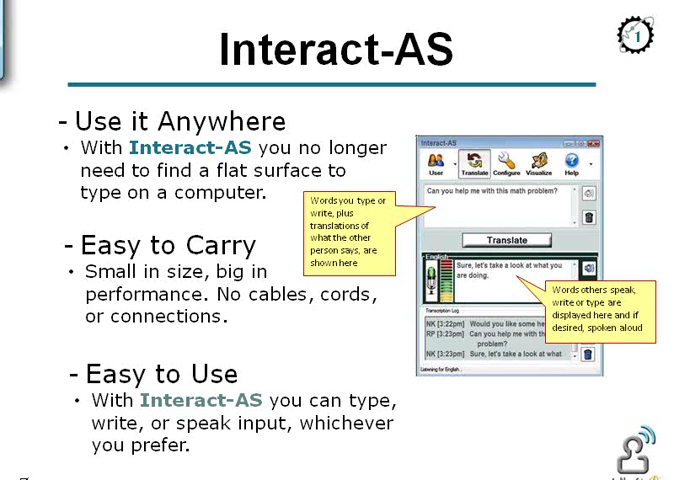 Interact-AS
1
- Use it Anywhere
• With Interact-AS you no longer
need to find a flat surface to
type on a computer.
- Easy to Carry
• Small in size, big in
performance. No cables, cords,
or connections.
- Easy to Use
• With Interact-AS you can type,
write, or speak input, whichever
you prefer.
Interact-AS
User Translate Configure Visualize Help
Can you help me with this math problem?
Words you type or
write, plus
translations of
what the other
person says, are
shown here
Translate
English
Sure, let's take a look at what you
are doing.
Words others speak,
write or type are
displayed here and if
desired, spoken aloud
Transcription Log
NK [3:22pm] Would you like some he
RP [3:23pm] Can you help me with th
problem?
NK [3:23pm] Sure, let's take a look at what
Listening for English...